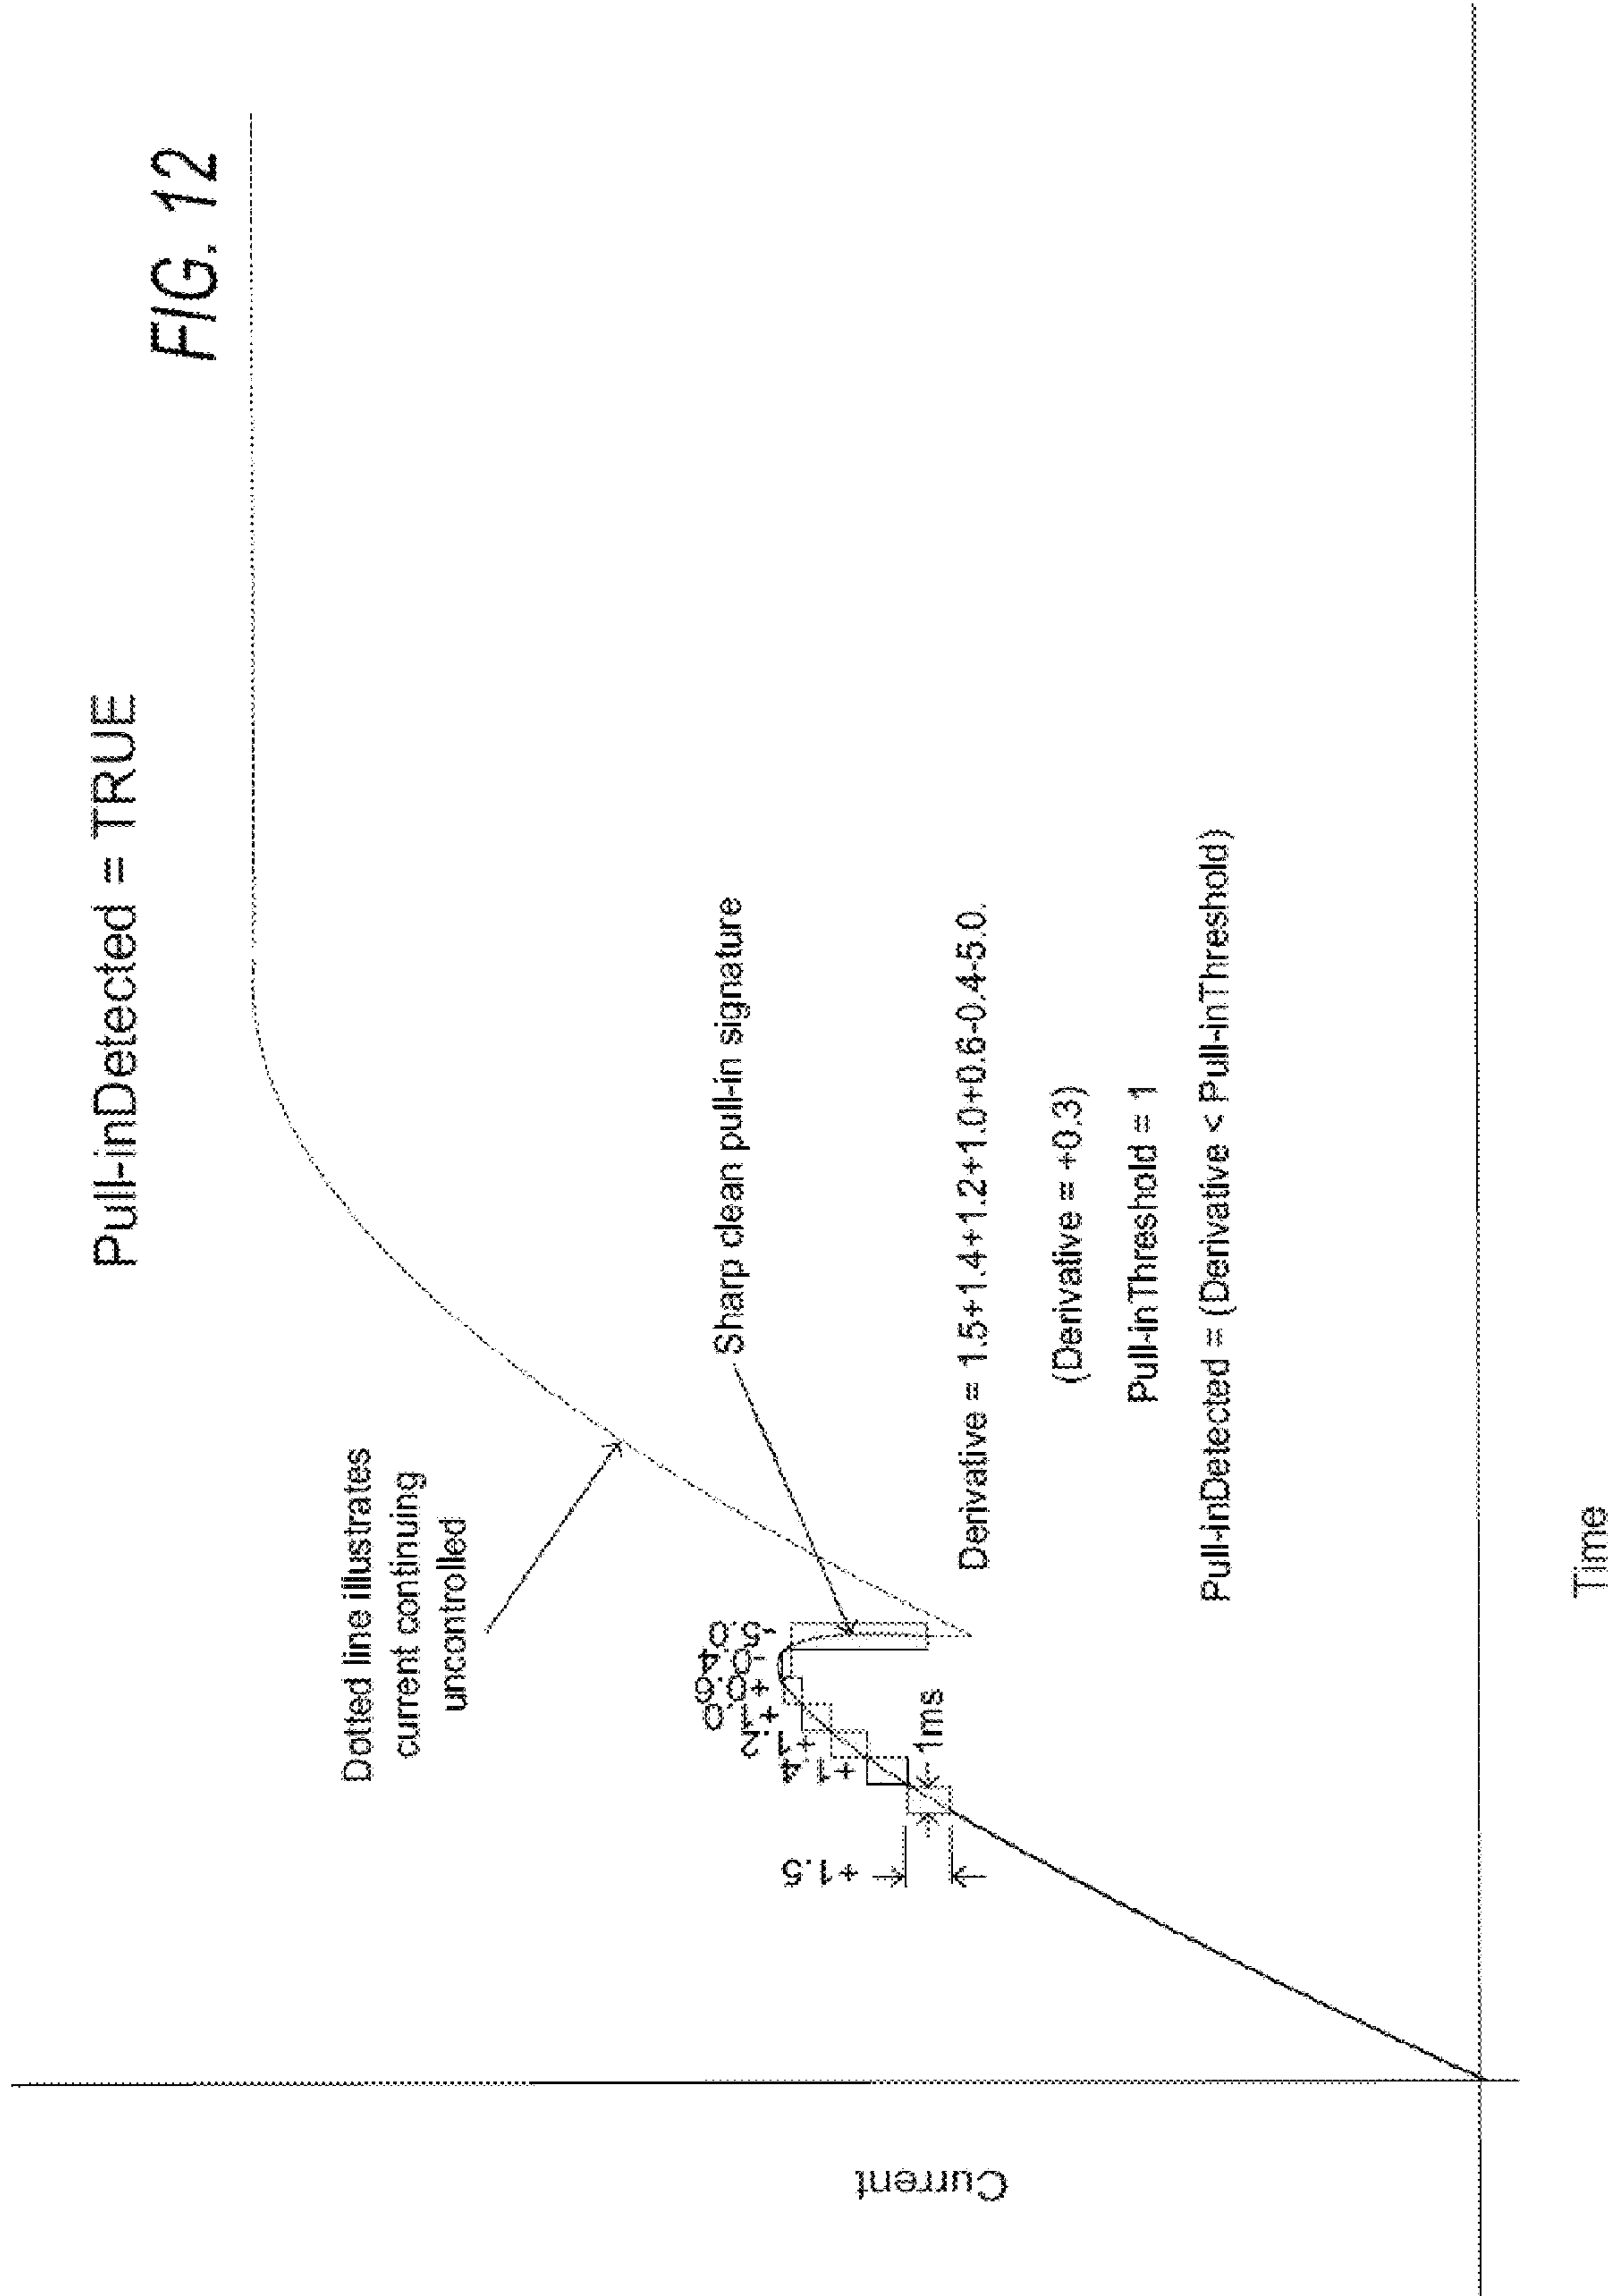 Pull-inDetected = TRUE
FIG. 12
Dotted line illustrates
current continuing
uncontrolled
Sharp clean pull-in signature
+1.5
+1.4
+1.2
+1.0
+0.6
-0.4
-5.0
1ms
Derivative = 1.5+1.4+1.2+1.0+0.6-0.4-5.0.
(Derivative = +0.3)
Pull-inThreshold = 1
Pull-inDetected = (Derivative < Pull-inThreshold)
Current
Time